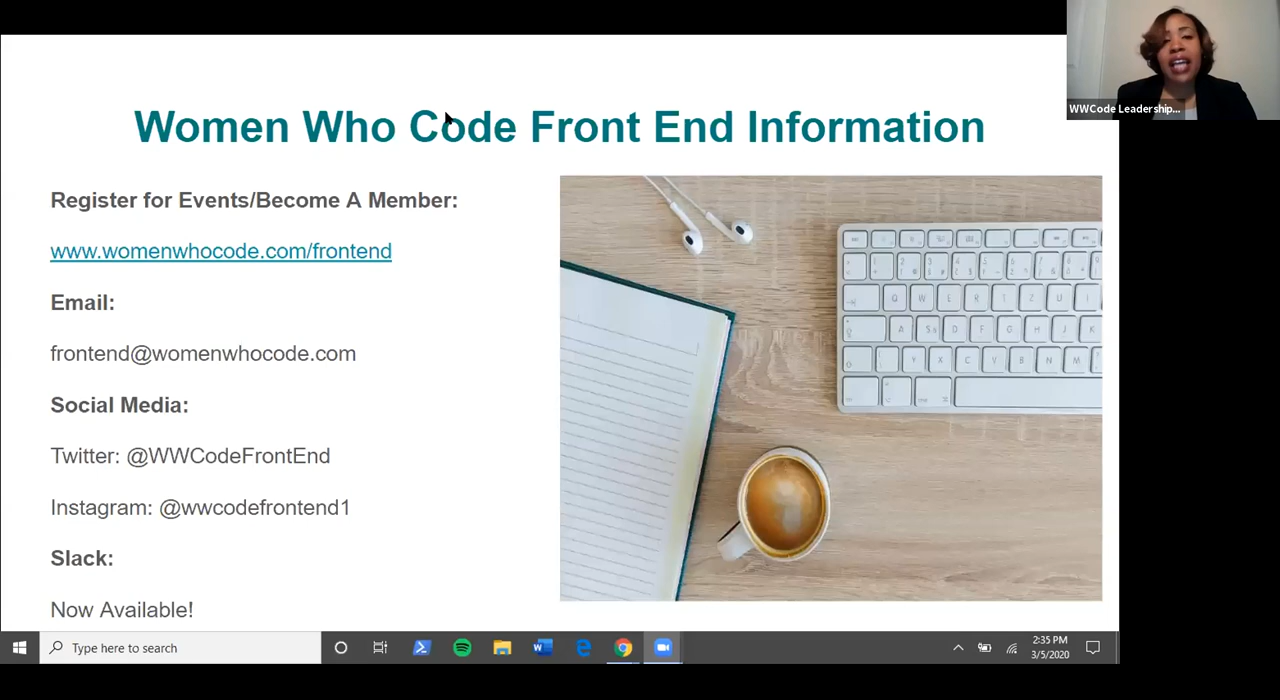 Women Who Code Front End Information
WWCode Leadership...
Register for Events/Become A Member:
www.womenwhocode.com/frontend
Email:
frontend@womenwhocode.com
Social Media:
Twitter: @WWCodeFrontEnd
Instagram: @wwcodefrontend1
Slack:
Now Available!
Q W E R T Z U I
A S D F G H J K
Y X C V B N M
Type here to search
2:35 PM
3/5/2020